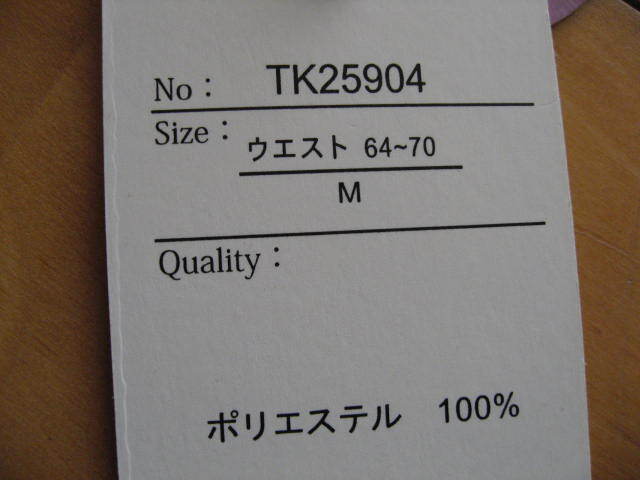 No： TK25904
Size： ウエスト 64~70
M
Quality：
ポリエステル 100%